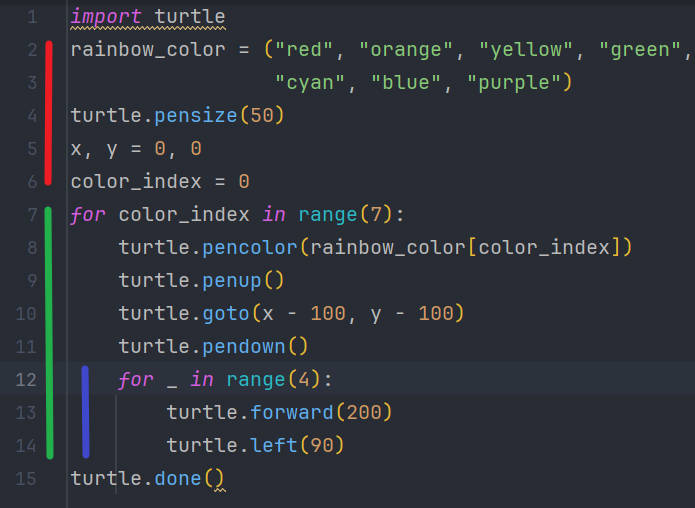 1 import turtle
2 rainbow_color = ("red", "orange", "yellow", "green",
3                  "cyan", "blue", "purple")
4 turtle.pensize(50)
5 x, y = 0, 0
6 color_index = 0
7 for color_index in range(7):
8     turtle.pencolor(rainbow_color[color_index])
9     turtle.penup()
10     turtle.goto(x - 100, y - 100)
11     turtle.pendown()
12     for _ in range(4):
13         turtle.forward(200)
14         turtle.left(90)
15 turtle.done()